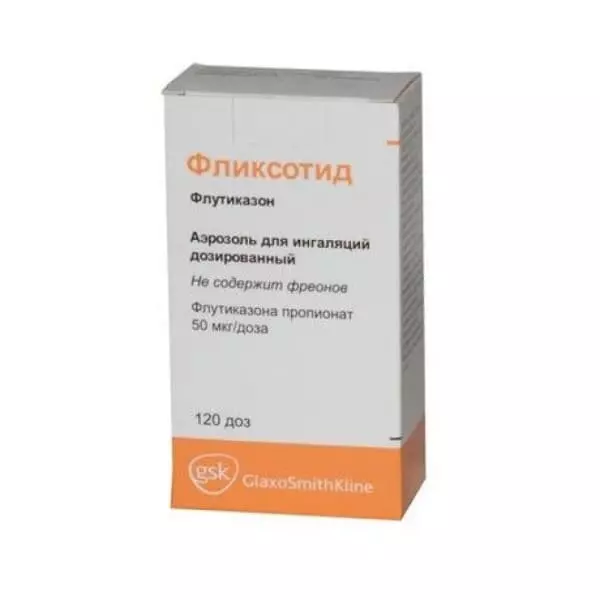 Фликсотид
Флутиказон
Аэрозоль для ингаляций
дозированный
Не содержит фреонов
Флутиказона пропионат
50 мкг/доза
120 доз
gsk GlaxoSmithKline